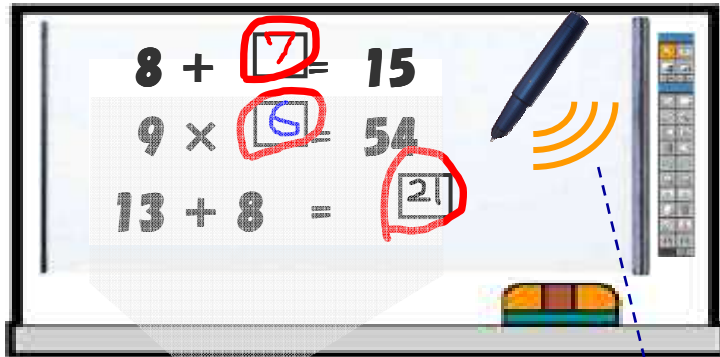 8 + 7 = 15
9 × 6 = 54
13 + 8 = 21